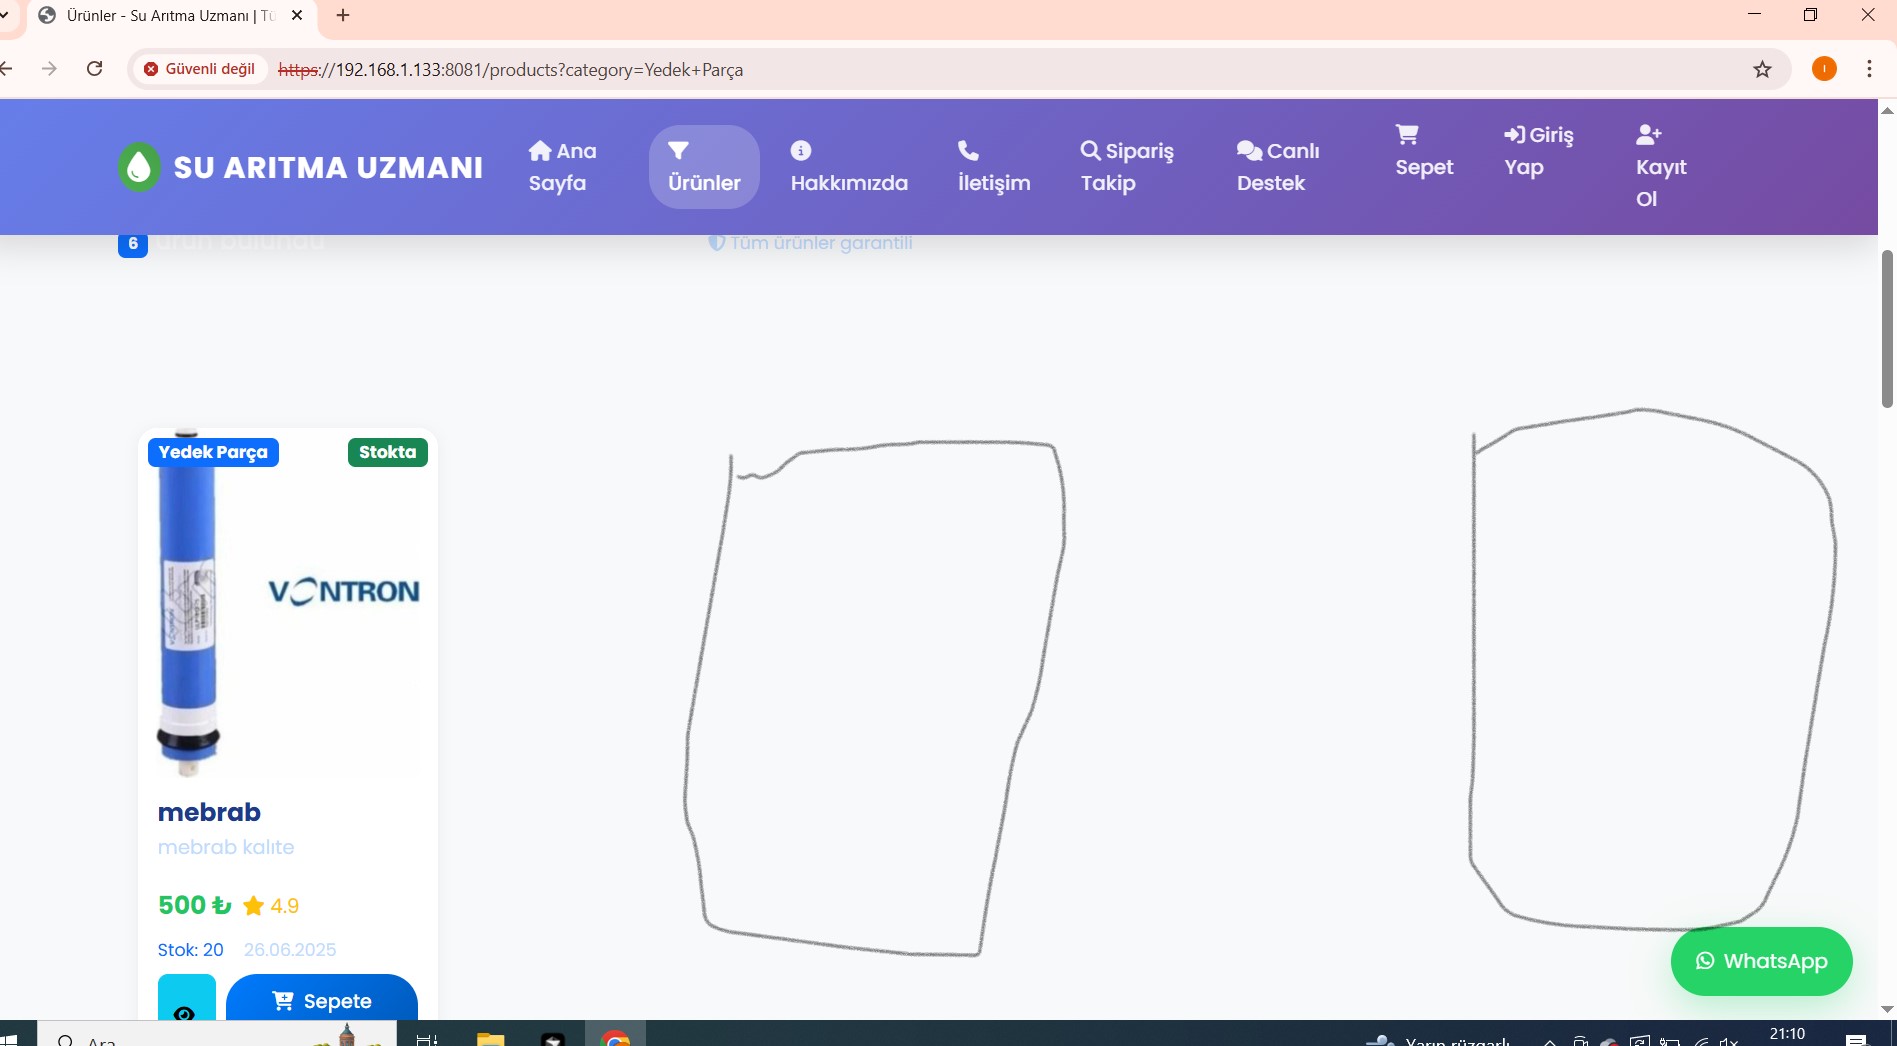 Ürünler - Su Arıtma Uzmanı | Tü
Güvenli değil
https://192.168.1.133:8081/products?category=Yedek+Parça
SU ARITMA UZMANI
Ana Sayfa
Ürünler
Hakkımızda
İletişim
Sipariş Takip
Canlı Destek
Sepet
Giriş Yap
Kayıt Ol
6 ürün bulundu
Tüm ürünler garantili
Yedek Parça
Stokta
VONTRON
mebrab
mebrab kalıte
500 ₺ 4.9
Stok: 20 26.06.2025
Sepete
WhatsApp
Ara
Yarın rüzgarlı
21:10